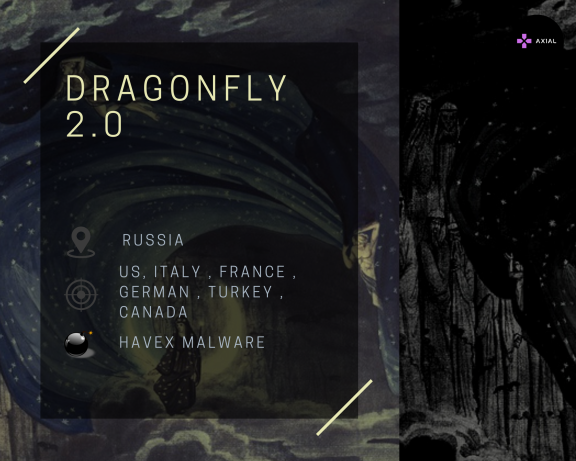 AXIAL
DRAGONFLY
2.0
RUSSIA
US, ITALY , FRANCE ,
GERMAN , TURKEY ,
CANADA
HAVEX MALWARE